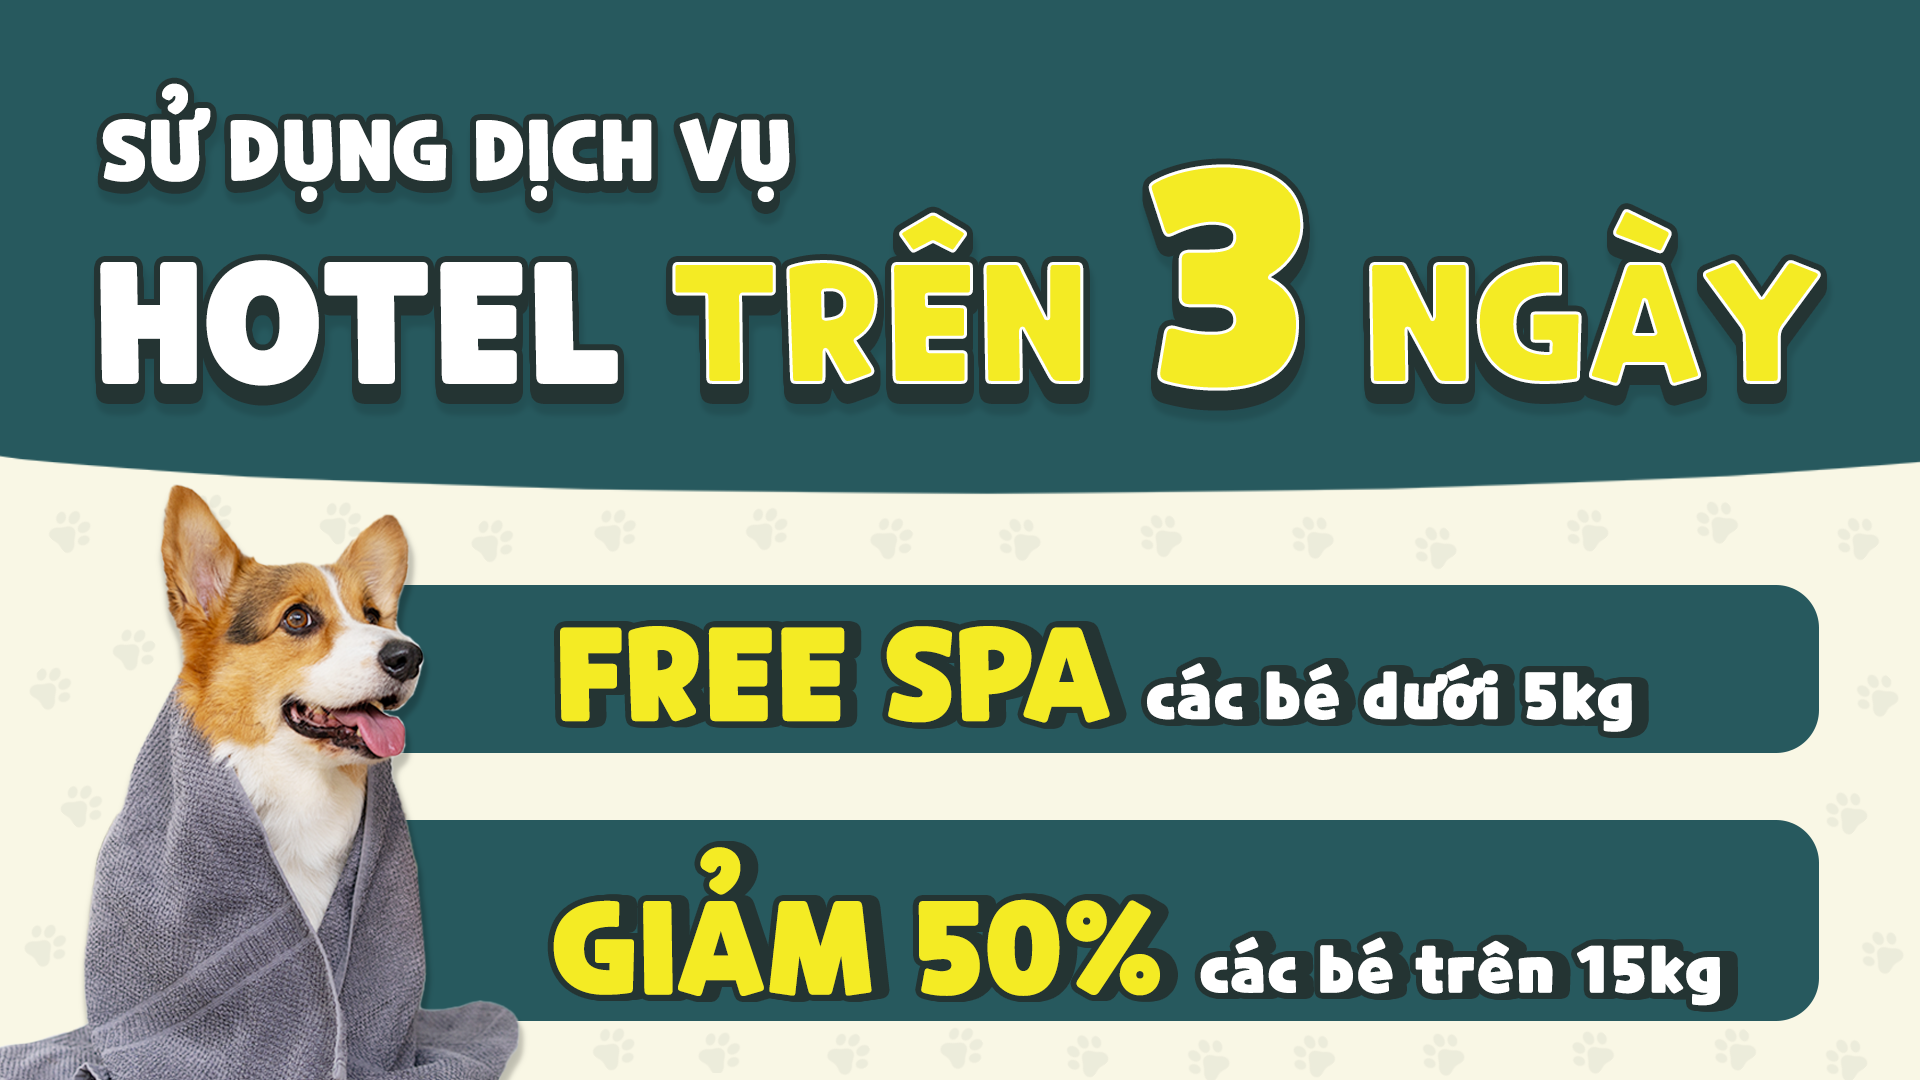 SỬ DỤNG DỊCH VỤ
HOTEL TRÊN 3 NGÀY
FREE SPA các bé dưới 5kg
GIẢM 50% các bé trên 15kg